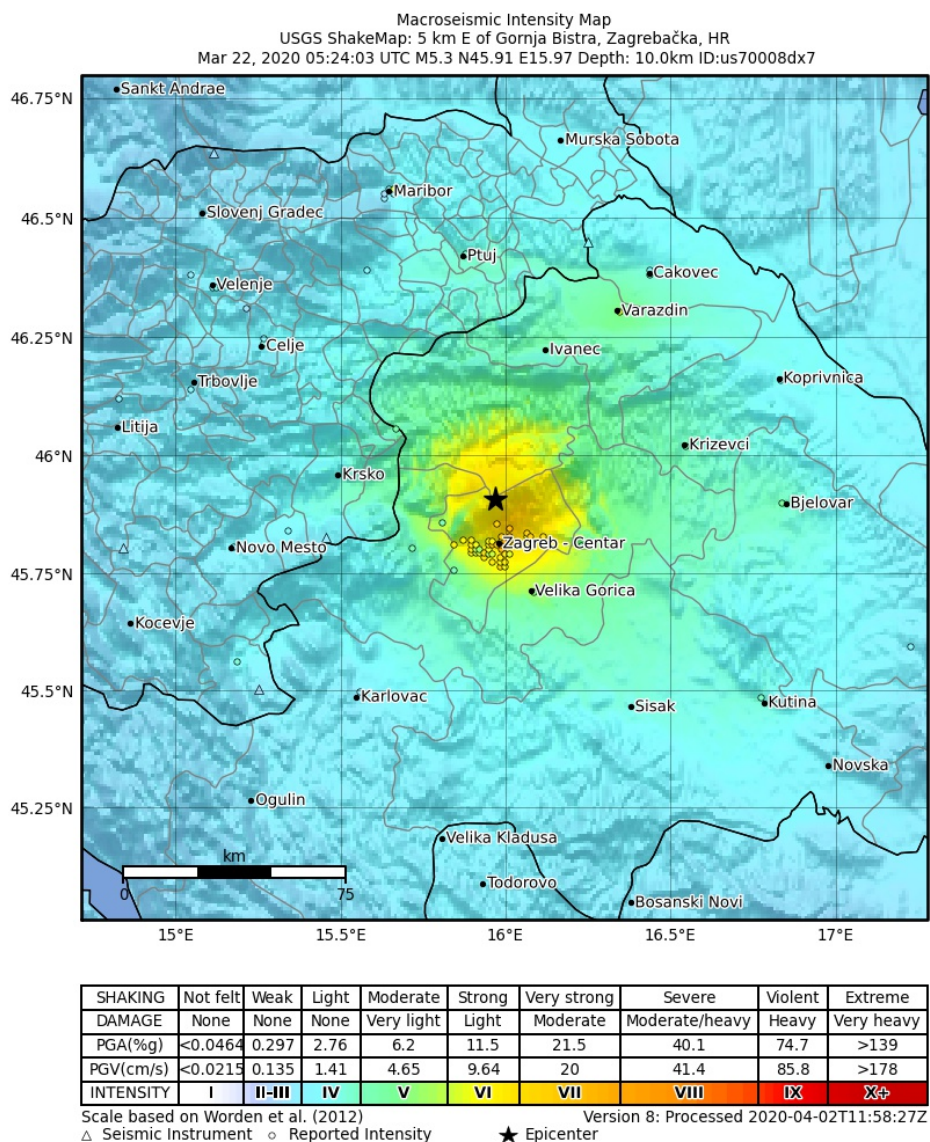 Macroseismic Intensity Map
USGS ShakeMap: 5 km E of Gornja Bistra, Zagrebačka, HR
Mar 22, 2020 05:24:03 UTC M5.3 N45.91 E15.97 Depth: 10.0km ID:us70008dx7
46.75°N
Sankt Andrae
Murska Sobota
Maribor
46.5°N
Slovenj Gradec
Ptuj
Cakovec
Velenje
Varazdin
46.25°N
Celje
Ivanec
Trbovlje
Koprivnica
Litija
46°N
Krizevci
Krsko
Bjelovar
Novo Mesto
Zagreb - Centar
45.75°N
Velika Gorica
Kocevje
45.5°N
Karlovac
Sisak
Kutina
Novska
45.25°N
Ogulin
Velika Kladusa
km
0 75
Todorovo
Bosanski Novi
15°E 15.5°E 16°E 16.5°E 17°E
SHAKING Not felt Weak Light Moderate Strong Very strong Severe Violent Extreme
DAMAGE None None None Very light Light Moderate Moderate/heavy Heavy Very heavy
PGA(%g) <0.0464 0.297 2.76 6.2 11.5 21.5 40.1 74.7 >139
PGV(cm/s) <0.0215 0.135 1.41 4.65 9.64 20 41.4 85.8 >178
INTENSITY I II-III IV V VI VII VIII IX X+
Scale based on Worden et al. (2012) Version 8: Processed 2020-04-02T11:58:27Z
△ Seismic Instrument ○ Reported Intensity ★ Epicenter